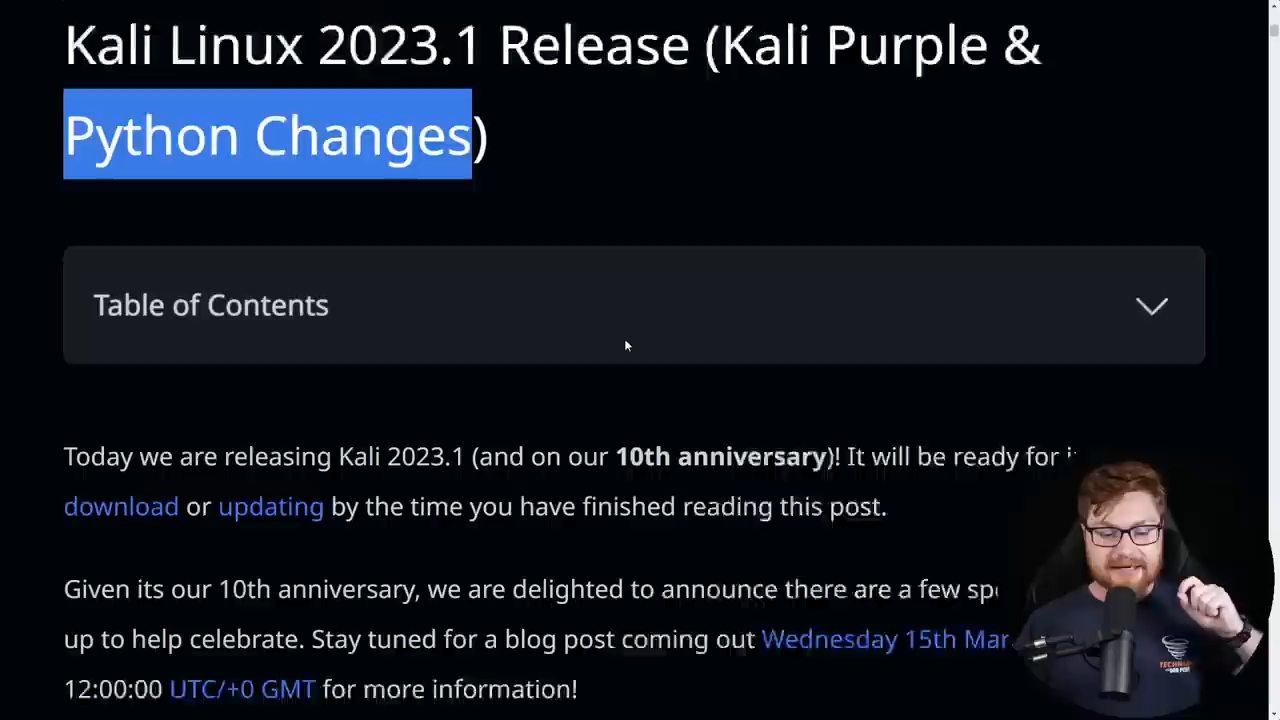 Kali Linux 2023.1 Release (Kali Purple &
Python Changes)
Table of Contents
Today we are releasing Kali 2023.1 (and on our 10th anniversary)! It will be ready for
download or updating by the time you have finished reading this post.
Given its our 10th anniversary, we are delighted to announce there are a few
up to help celebrate. Stay tuned for a blog post coming out Wednesday 15th Mar
12:00:00 UTC/+0 GMT for more information!